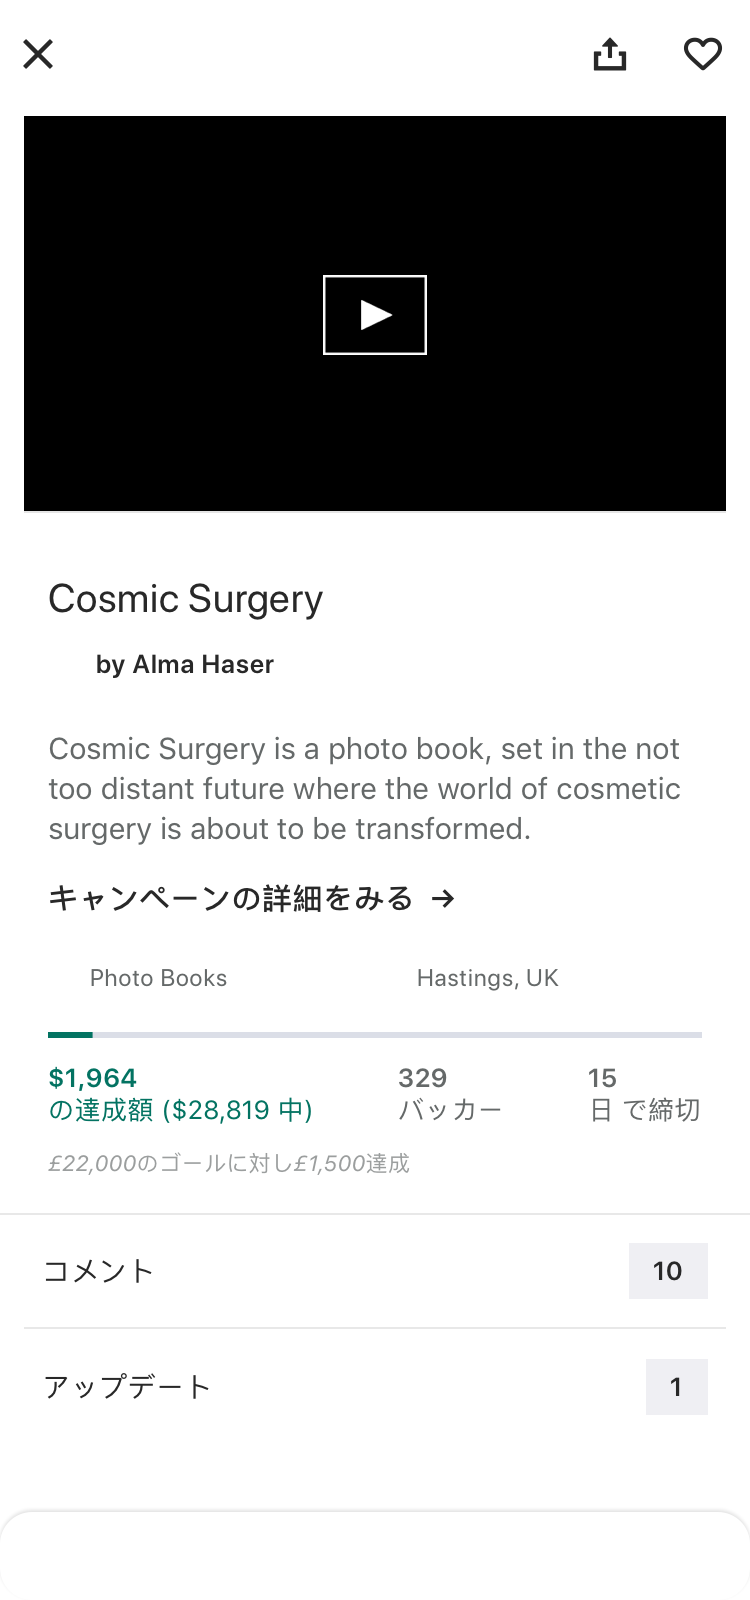 Cosmic Surgery
by Alma Haser
Cosmic Surgery is a photo book, set in the not
too distant future where the world of cosmetic
surgery is about to be transformed.
キャンペーンの詳細をみる →
Photo Books
Hastings, UK
$1,964
の達成額 ($28,819 中)
329
バッカー
15
日 で締切
£22,000のゴールに対し£1,500達成
コメント
10
アップデート
1